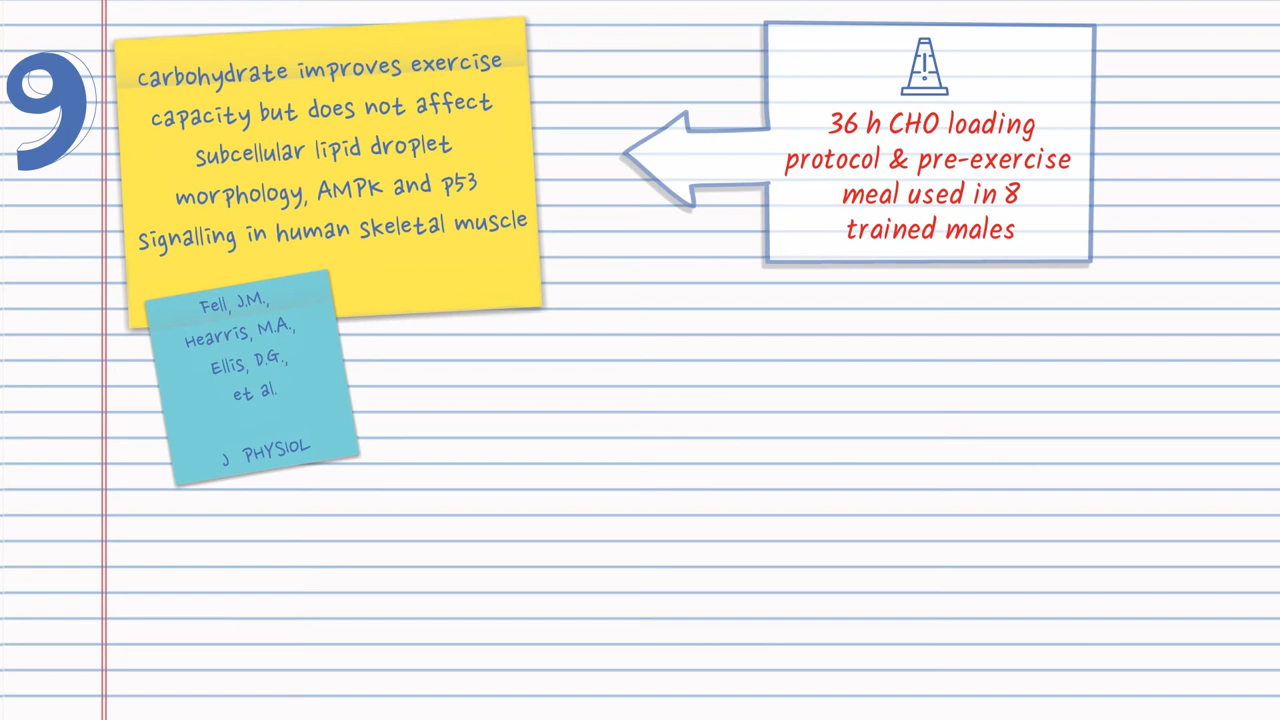 9
carbohydrate improves exercise
capacity but does not affect
subcellular lipid droplet
morphology, AMPK and p53
signalling in human skeletal muscle
Fell, J.M.,
Hearris, M.A.,
Ellis, D.G.,
et al.
J PHYSIOL
36 h CHO loading
protocol & pre-exercise
meal used in 8
trained males